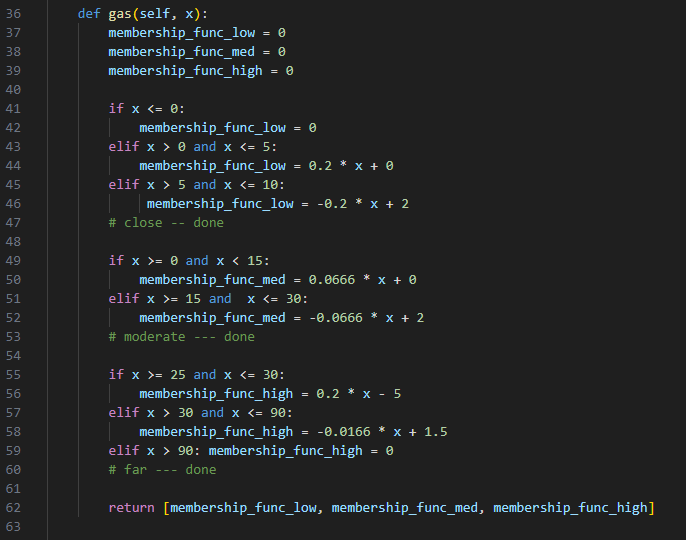 36 def gas(self, x):
37 membership_func_low = 0
38 membership_func_med = 0
39 membership_func_high = 0
40
41 if x <= 0:
42 membership_func_low = 0
43 elif x > 0 and x <= 5:
44 membership_func_low = 0.2 * x + 0
45 elif x > 5 and x <= 10:
46 membership_func_low = -0.2 * x + 2
47 # close -- done
48
49 if x >= 0 and x < 15:
50 membership_func_med = 0.0666 * x + 0
51 elif x >= 15 and  x <= 30:
52 membership_func_med = -0.0666 * x + 2
53 # moderate --- done
54
55 if x >= 25 and x <= 30:
56 membership_func_high = 0.2 * x - 5
57 elif x > 30 and x <= 90:
58 membership_func_high = -0.0166 * x + 1.5
59 elif x > 90: membership_func_high = 0
60 # far --- done
61
62 return [membership_func_low, membership_func_med, membership_func_high]
63